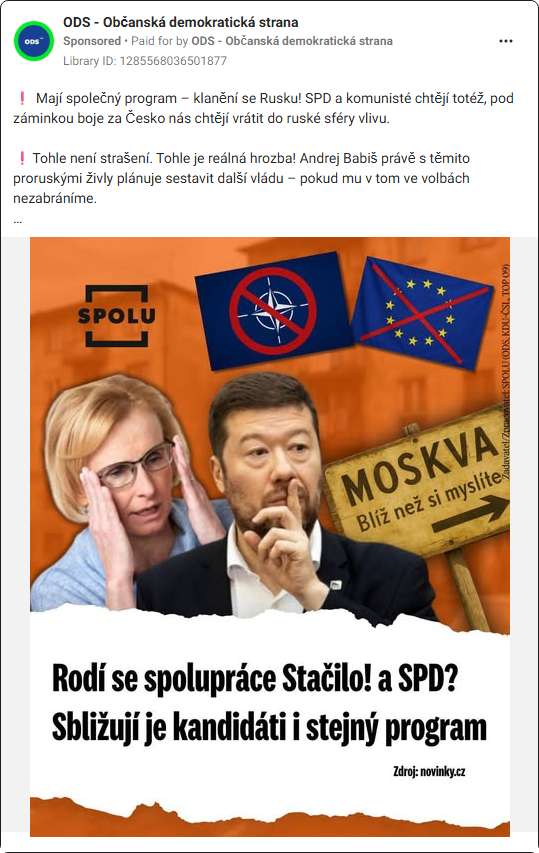 ODS - Občanská demokratická strana
ODS
Sponsored • Paid for by ODS - Občanská demokratická strana
Library ID: 1285568036501877
❗ Mají společný program – klanění se Rusku! SPD a komunisté chtějí totéž, pod
záminkou boje za Česko nás chtějí vrátit do ruské sféry vlivu.
❗Tohle není strašení. Tohle je reálná hrozba! Andrej Babiš právě s těmito
proruskými živly plánuje sestavit další vládu – pokud mu v tom ve volbách
nezabráníme.
...
SPOLU
Zadavatel/Zpracovatel: SPOLU (ODS, KDU-ČSL, TOP 09)
MOSKVA
Blíž než si myslíte
Rodí se spolupráce Stačilo! a SPD?
Sbližují je kandidáti i stejný program
Zdroj: novinky.cz